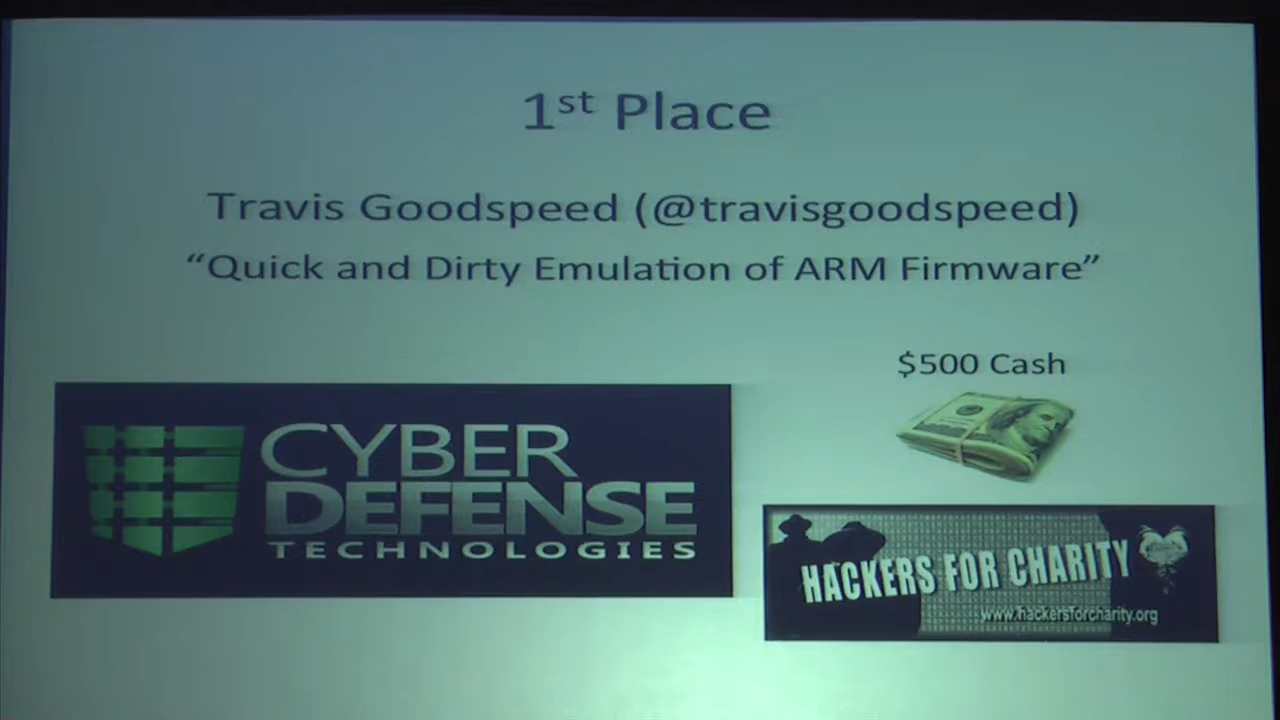 1st Place
Travis Goodspeed (@travisgoodspeed)
“Quick and Dirty Emulation of ARM Firmware”
$500 Cash
CYBER
DEFENSE
TECHNOLOGIES
HACKERS FOR CHARITY
www.hackersforcharity.org